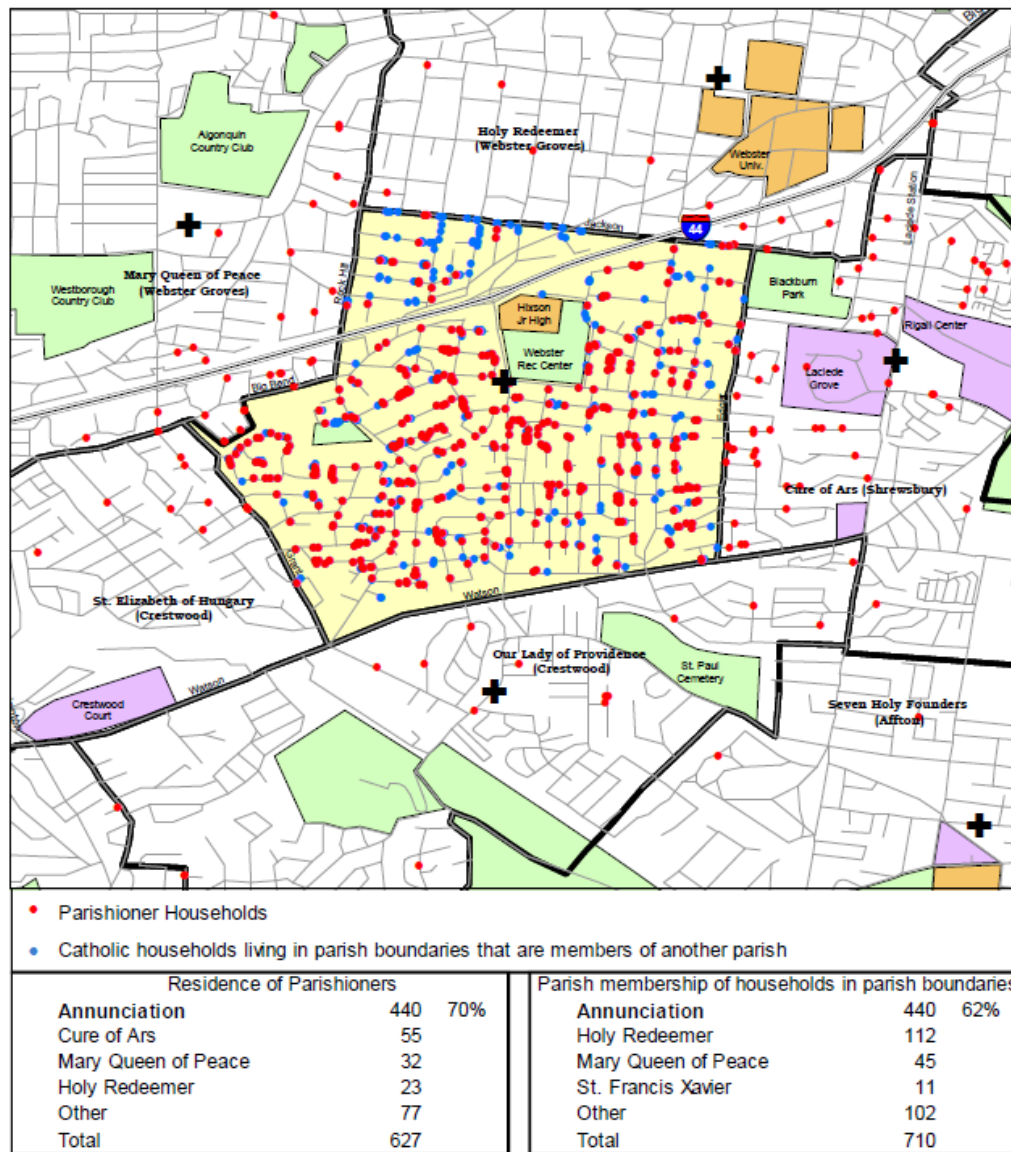 Algonquin
Country Club
Holy Redeemer
(Webster Groves)
Webster
Univ.
Laclede Station
44
Jackson
Mary Queen of Peace
(Webster Groves)
Westborough
Country Club
Rock Hill
Blackburn
Park
Hixson
Jr High
Webster
Rec Center
Rigali Center
Laclede
Grove
Big Bend
Cure of Ars (Shrewsbury)
Grant
St. Elizabeth of Hungary
(Crestwood)
Watson
Our Lady of Providence
(Crestwood)
St. Paul
Cemetery
Watson
Crestwood
Court
Seven Holy Founders
(Affton)
Parishioner Households
Catholic households living in parish boundaries that are members of another parish
Residence of Parishioners
Annunciation 440 70%
Cure of Ars 55
Mary Queen of Peace 32
Holy Redeemer 23
Other 77
Total 627
Parish membership of households in parish boundaries
Annunciation 440 62%
Holy Redeemer 112
Mary Queen of Peace 45
St. Francis Xavier 11
Other 102
Total 710